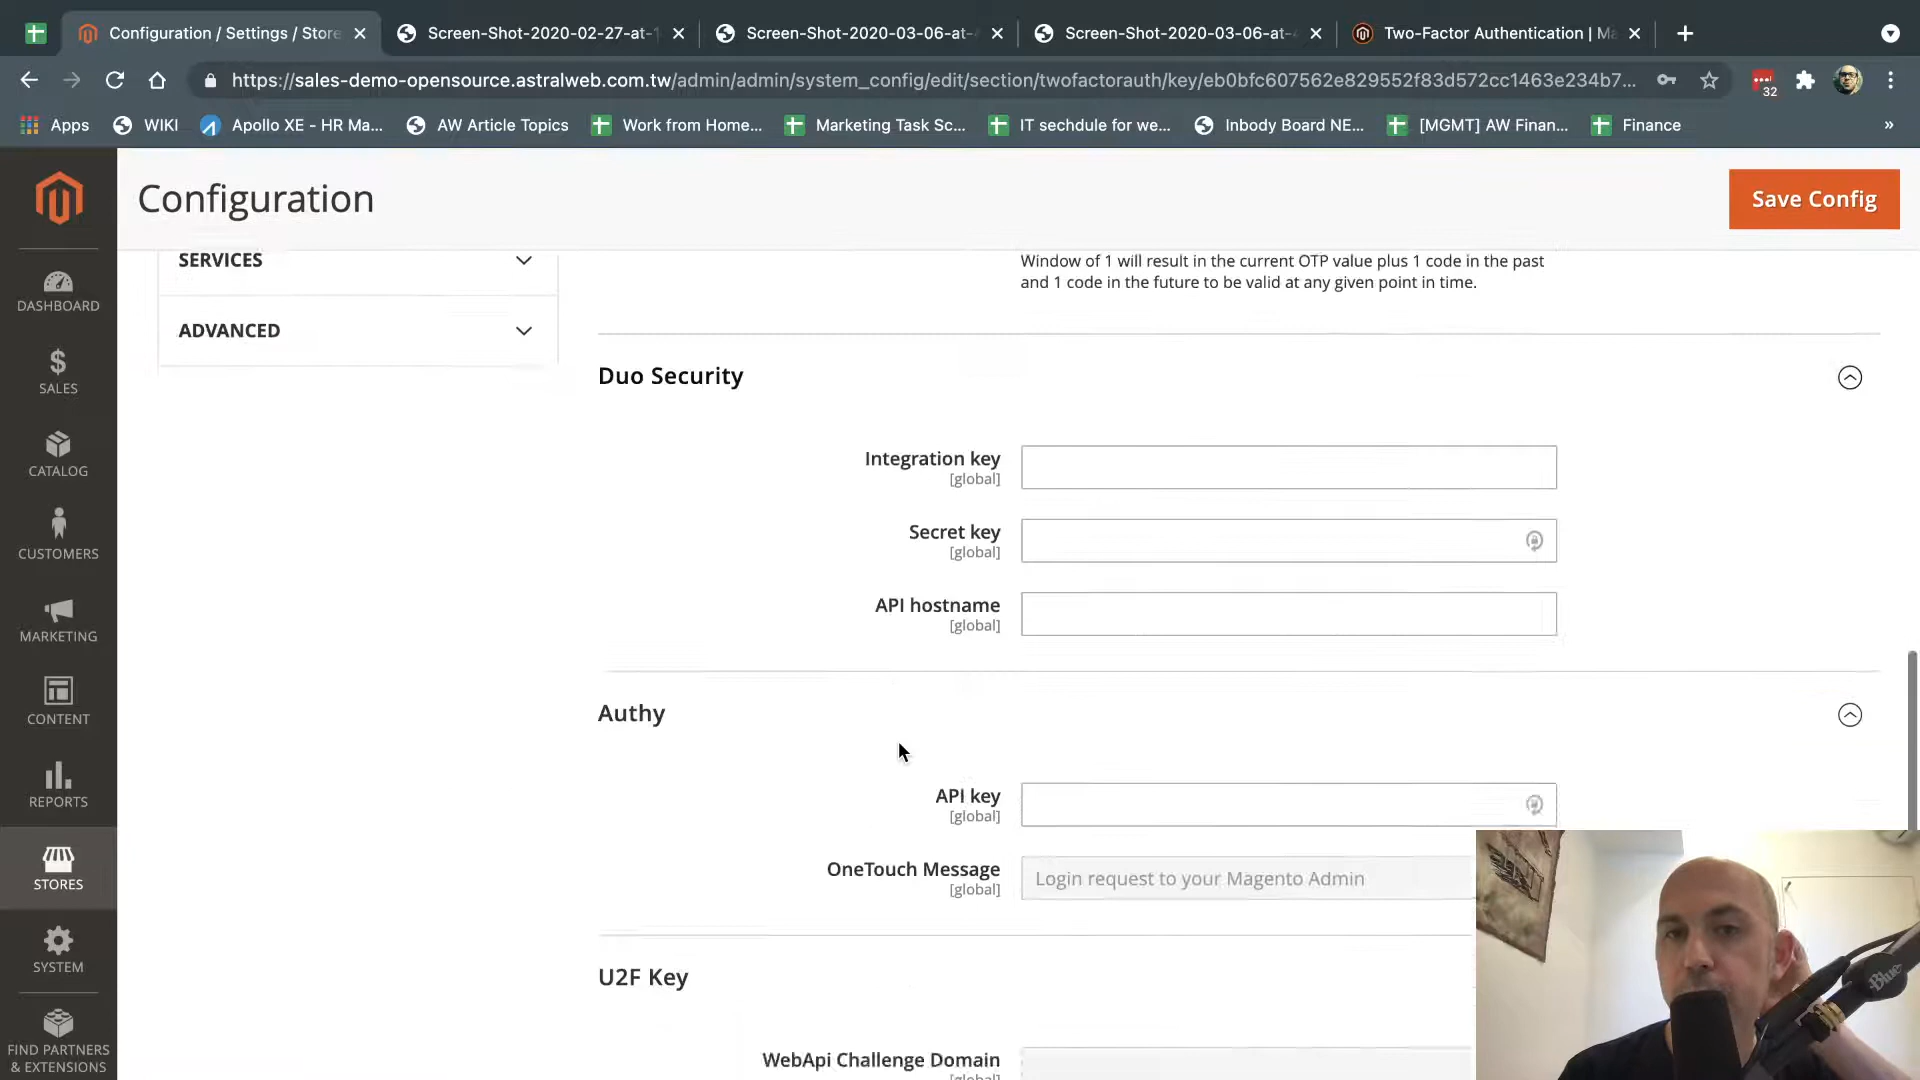 Configuration / Settings / Store
Screen-Shot-2020-02-27-at-1
Screen-Shot-2020-03-06-at-
Screen-Shot-2020-03-06-at-
Two-Factor Authentication | Ma
https://sales-demo-opensource.astralweb.com.tw/admin/admin/system_config/edit/section/twofactorauth/key/eb0bfc607562e829552f83d572cc1463e234b7...
32
Apps
WIKI
Apollo XE - HR Ma...
AW Article Topics
Work from Home...
Marketing Task Sc...
IT sechdule for we...
Inbody Board NE...
[MGMT] AW Finan...
Finance
»
Configuration
Save Config
DASHBOARD
SALES
CATALOG
CUSTOMERS
MARKETING
CONTENT
REPORTS
STORES
SYSTEM
FIND PARTNERS
& EXTENSIONS
SERVICES
ADVANCED
Window of 1 will result in the current OTP value plus 1 code in the past
and 1 code in the future to be valid at any given point in time.
Duo Security
Integration key
[global]
Secret key
[global]
API hostname
[global]
Authy
API key
[global]
OneTouch Message
[global]
Login request to your Magento Admin
U2F Key
WebApi Challenge Domain
[global]
Blue